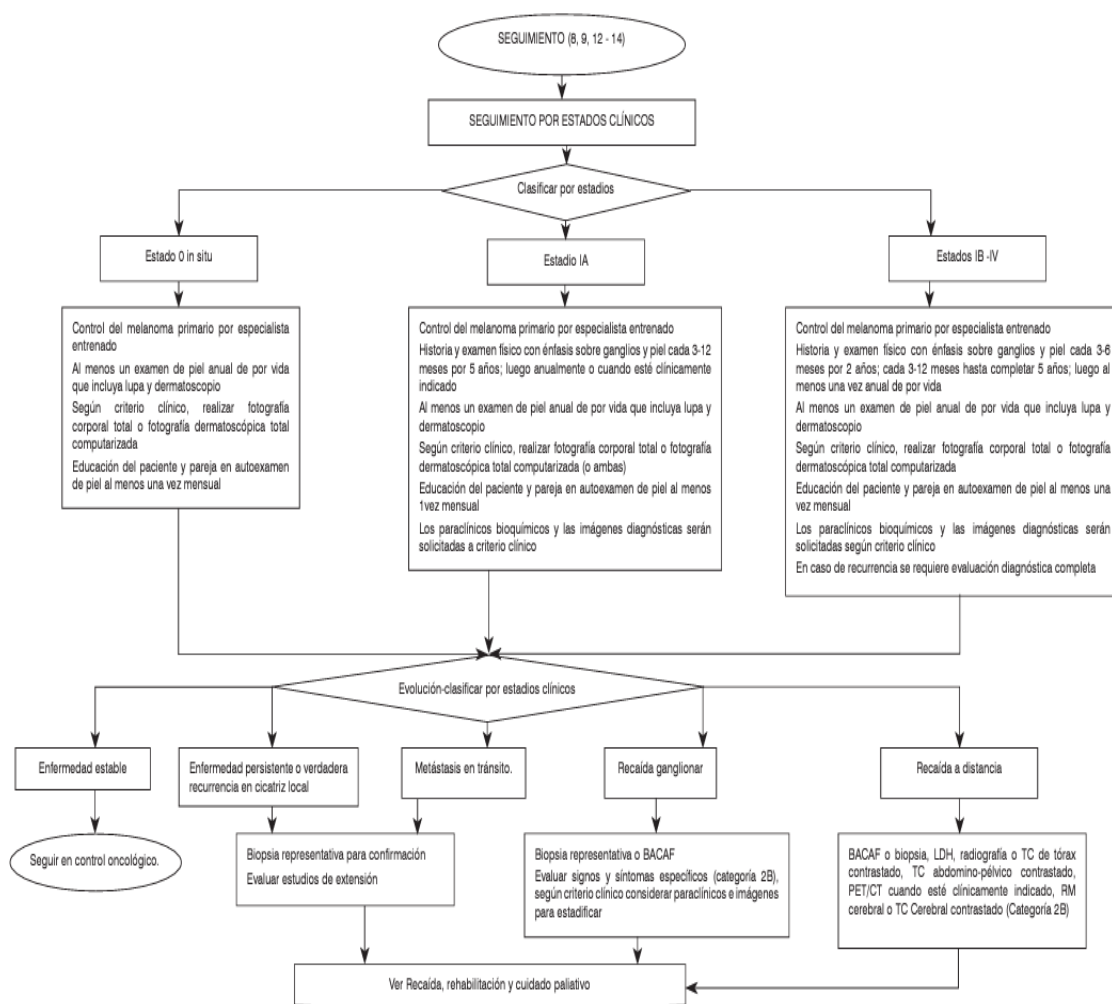 SEGUIMIENTO (8, 9, 12 - 14)
SEGUIMIENTO POR ESTADOS CLÍNICOS
Clasificar por estadios
Estado 0 in situ
Control del melanoma primario por especialista
entrenado
Al menos un examen de piel anual de por vida
que incluya lupa y dermatoscopio
Según criterio clínico, realizar fotografía
corporal total o fotografía dermatoscópica total
computarizada
Educación del paciente y pareja en autoexamen
de piel al menos una vez mensual
Estadio IA
Control del melanoma primario por especialista entrenado
Historia y examen físico con énfasis sobre ganglios y piel cada 3-12
meses por 5 años; luego anualmente o cuando esté clínicamente
indicado
Al menos un examen de piel anual de por vida que incluya lupa y
dermatoscopio
Según criterio clínico, realizar fotografía corporal total o fotografía
dermatoscópica total computarizada (o ambas)
Educación del paciente y pareja en autoexamen de piel al menos
1vez mensual
Los paraclínicos bioquímicos y las imágenes diagnósticas serán
solicitadas a criterio clínico
Estados IB -IV
Control del melanoma primario por especialista entrenado
Historia y examen físico con énfasis sobre ganglios y piel cada 3-6
meses por 2 años; cada 3-12 meses hasta completar 5 años; luego al
menos una vez anual de por vida
Al menos un examen de piel anual de por vida que incluya lupa y
dermatoscopio
Según criterio clínico, realizar fotografía corporal total o fotografía
dermatoscópica total computarizada
Educación del paciente y pareja en autoexamen de piel al menos una
vez mensual
Los paraclínicos bioquímicos y las imágenes diagnósticas serán
solicitadas según criterio clínico
En caso de recurrencia se requiere evaluación diagnóstica completa
Evolución-clasificar por estadios clínicos
Enfermedad estable
Seguir en control oncológico.
Enfermedad persistente o verdadera
recurrencia en cicatriz local
Metástasis en tránsito.
Biopsia representativa para confirmación
Evaluar estudios de extensión
Recaída ganglionar
Biopsia representativa o BACAF
Evaluar signos y síntomas específicos (categoría 2B),
según criterio clínico considerar paraclínicos e imágenes
para estadificar
Recaída a distancia
BACAF o biopsia, LDH, radiografía o TC de tórax
contrastado, TC abdomino-pélvico contrastado,
PET/CT cuando esté clínicamente indicado, RM
cerebral o TC Cerebral contrastado (Categoría 2B)
Ver Recaída, rehabilitación y cuidado paliativo